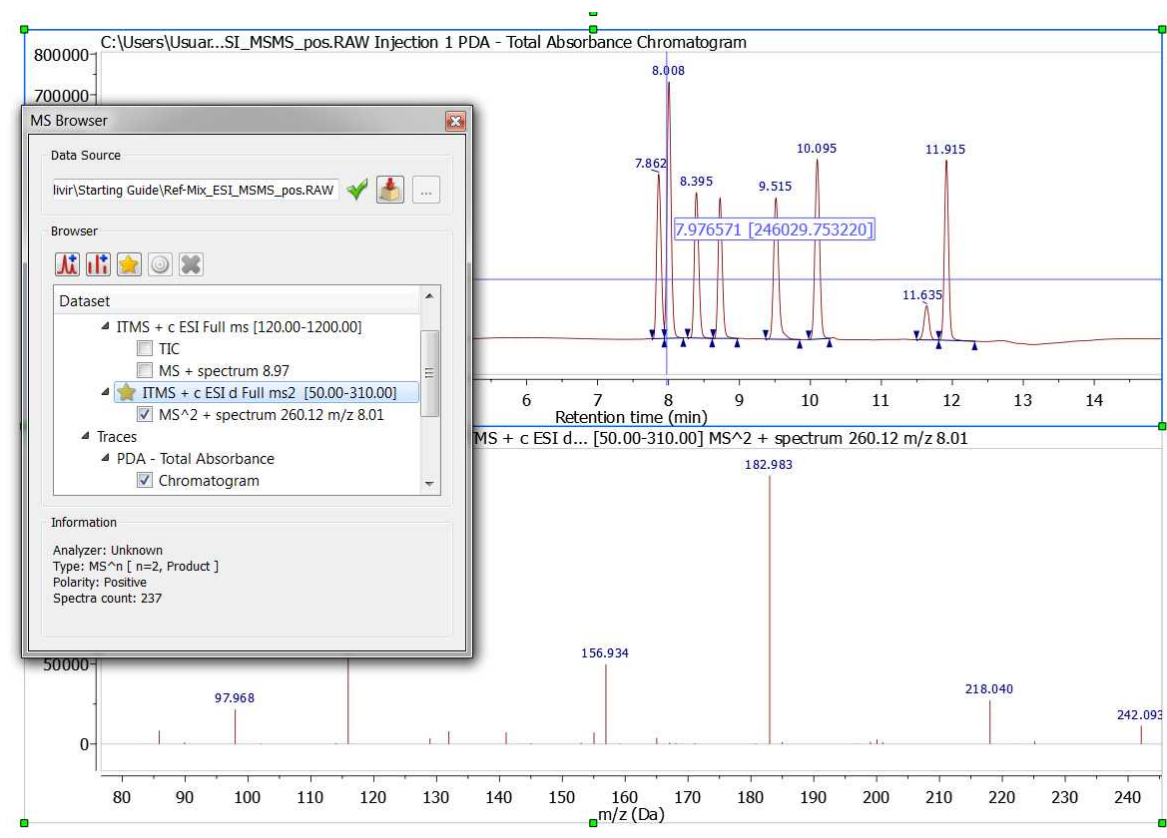 C:\Users\Usuar...SI_MSMS_pos.RAW Injection 1 PDA - Total Absorbance Chromatogram
800000
700000
8.008
7.862
8.395
9.515
10.095
11.635
11.915
7.976571 [246029.753220]
6 7 8 9 10 11 12 13 14
Retention time (min)
MS Browser
Data Source
livir\Starting Guide\Ref-Mix_ESI_MSMS_pos.RAW
...
Browser
Dataset
ITMS + c ESI Full ms [120.00-1200.00]
TIC
MS + spectrum 8.97
ITMS + c ESI d Full ms2 [50.00-310.00]
MS^2 + spectrum 260.12 m/z 8.01
Traces
PDA - Total Absorbance
Chromatogram
Information
Analyzer: Unknown
Type: MS^n [ n=2, Product ]
Polarity: Positive
Spectra count: 237
MS + c ESI d... [50.00-310.00] MS^2 + spectrum 260.12 m/z 8.01
182.983
156.934
97.968
218.040
242.093
50000
0
80 90 100 110 120 130 140 150 160 170 180 190 200 210 220 230 240
m/z (Da)